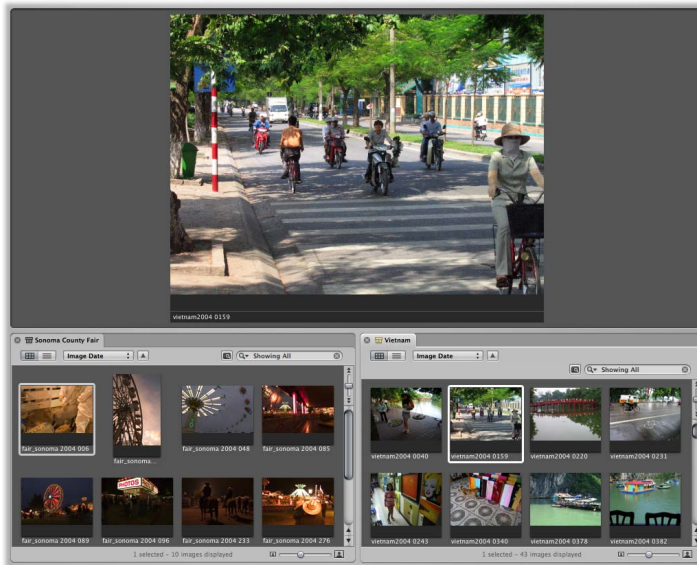 vietnam2004 0159
Sonoma County Fair
Image Date
Showing All
fair_sonoma 2004 006
fair_sonoma...
fair_sonoma 2004 048
fair_sonoma 2004 085
PHOTOS
fair_sonoma 2004 089
fair_sonoma 2004 096
fair_sonoma 2004 233
fair_sonoma 2004 276
1 selected – 10 images displayed
Vietnam
Image Date
Showing All
vietnam2004 0040
vietnam2004 0159
vietnam2004 0220
vietnam2004 0231
vietnam2004 0243
vietnam2004 0340
vietnam2004 0378
vietnam2004 0382
1 selected – 43 images displayed